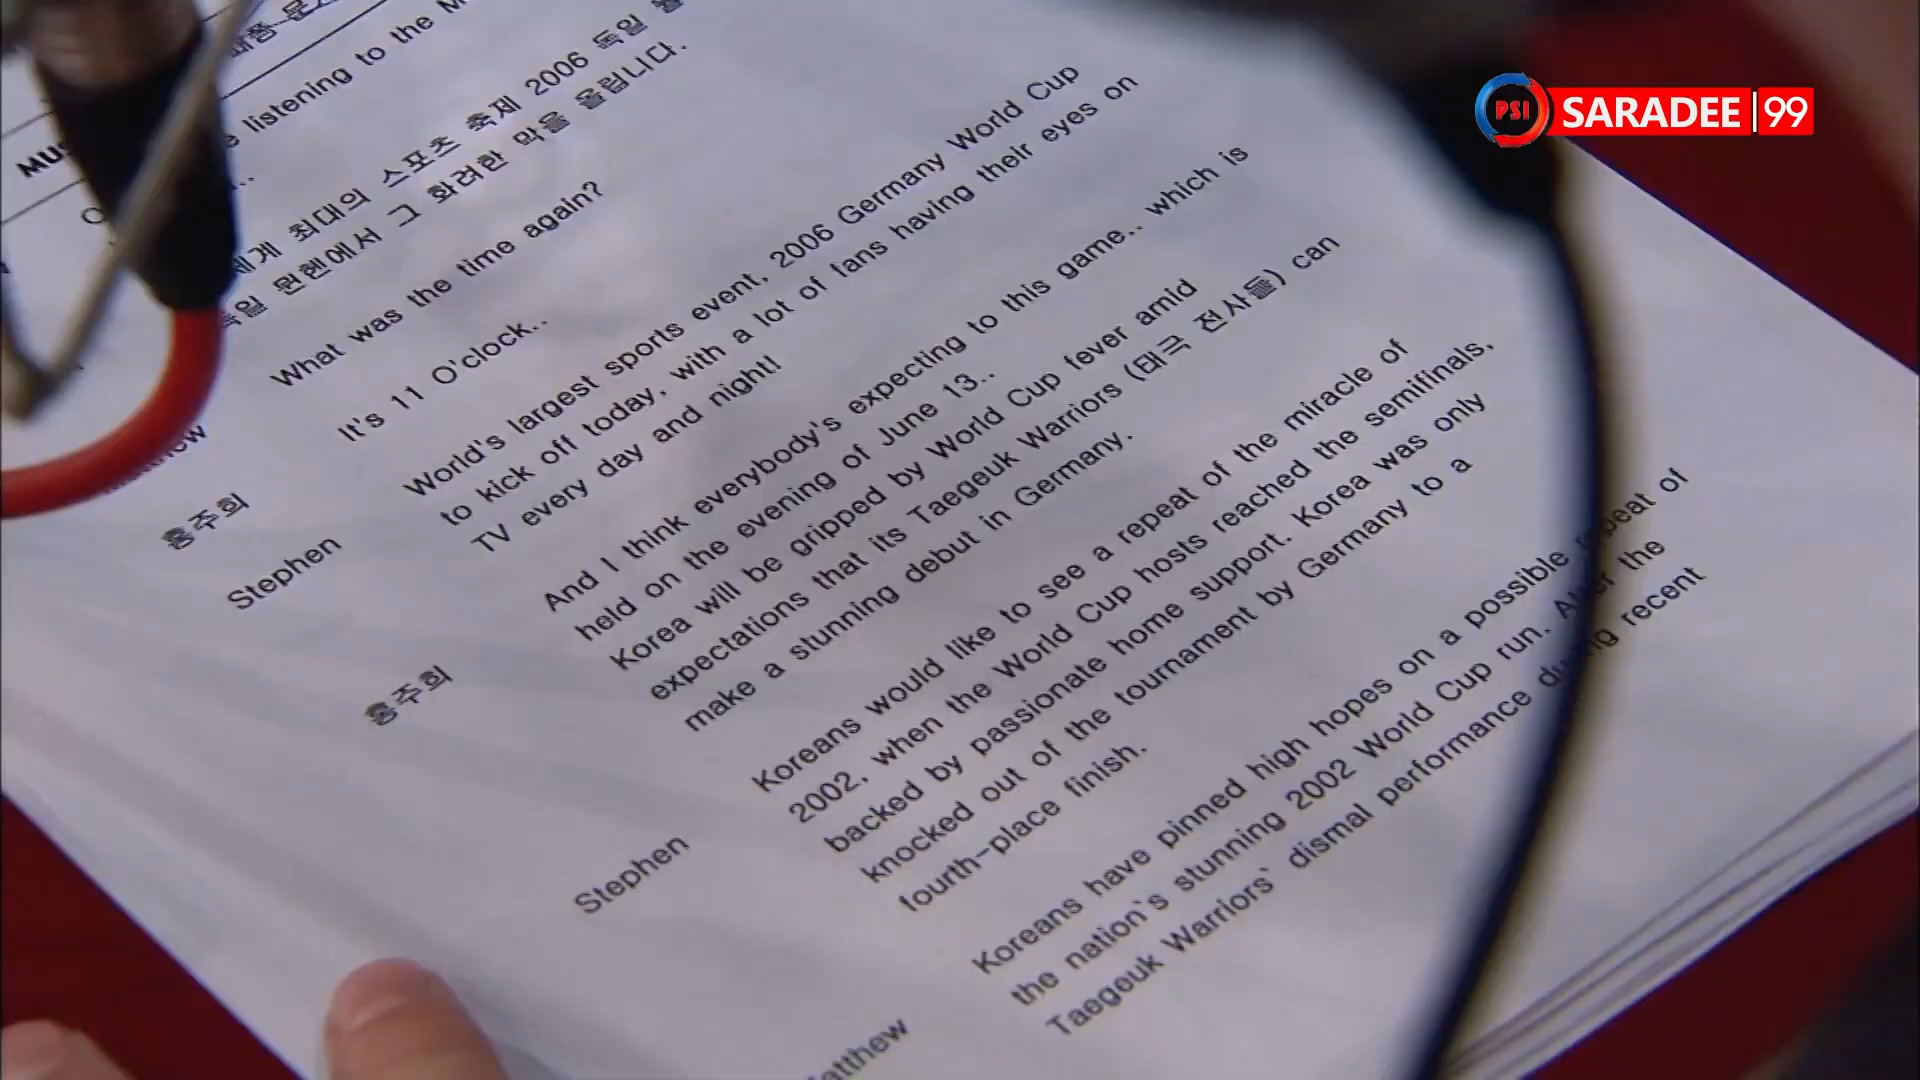 listening to the
계 최대의 스포츠 축제 2006 독일
뮌헨에서 그 화려한 막을 올립니다.
What was the time again?
It's 11 O'clock..
홍주희
World's largest sports event, 2006 Germany World Cup
to kick off today, with a lot of fans having their eyes on
TV every day and night!
Stephen
And I think everybody's expecting to this game.. which is
held on the evening of June 13..
Korea will be gripped by World Cup fever amid
expectations that its Taegeuk Warriors (태극 전사들) can
make a stunning debut in Germany.
홍주희
Koreans would like to see a repeat of the miracle of
2002, when the World Cup hosts reached the semifinals,
backed by passionate home support. Korea was only
knocked out of the tournament by Germany to a
fourth-place finish.
Stephen
Koreans have pinned high hopes on a possible repeat of
the nation`s stunning 2002 World Cup run. After the
Taegeuk Warriors` dismal performance during recent
atthew
PSI SARADEE 99